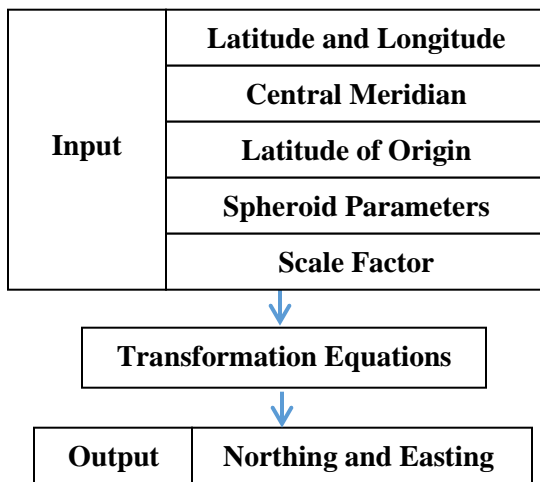 Latitude and Longitude
Central Meridian
Input
Latitude of Origin
Spheroid Parameters
Scale Factor
Transformation Equations
Output
Northing and Easting